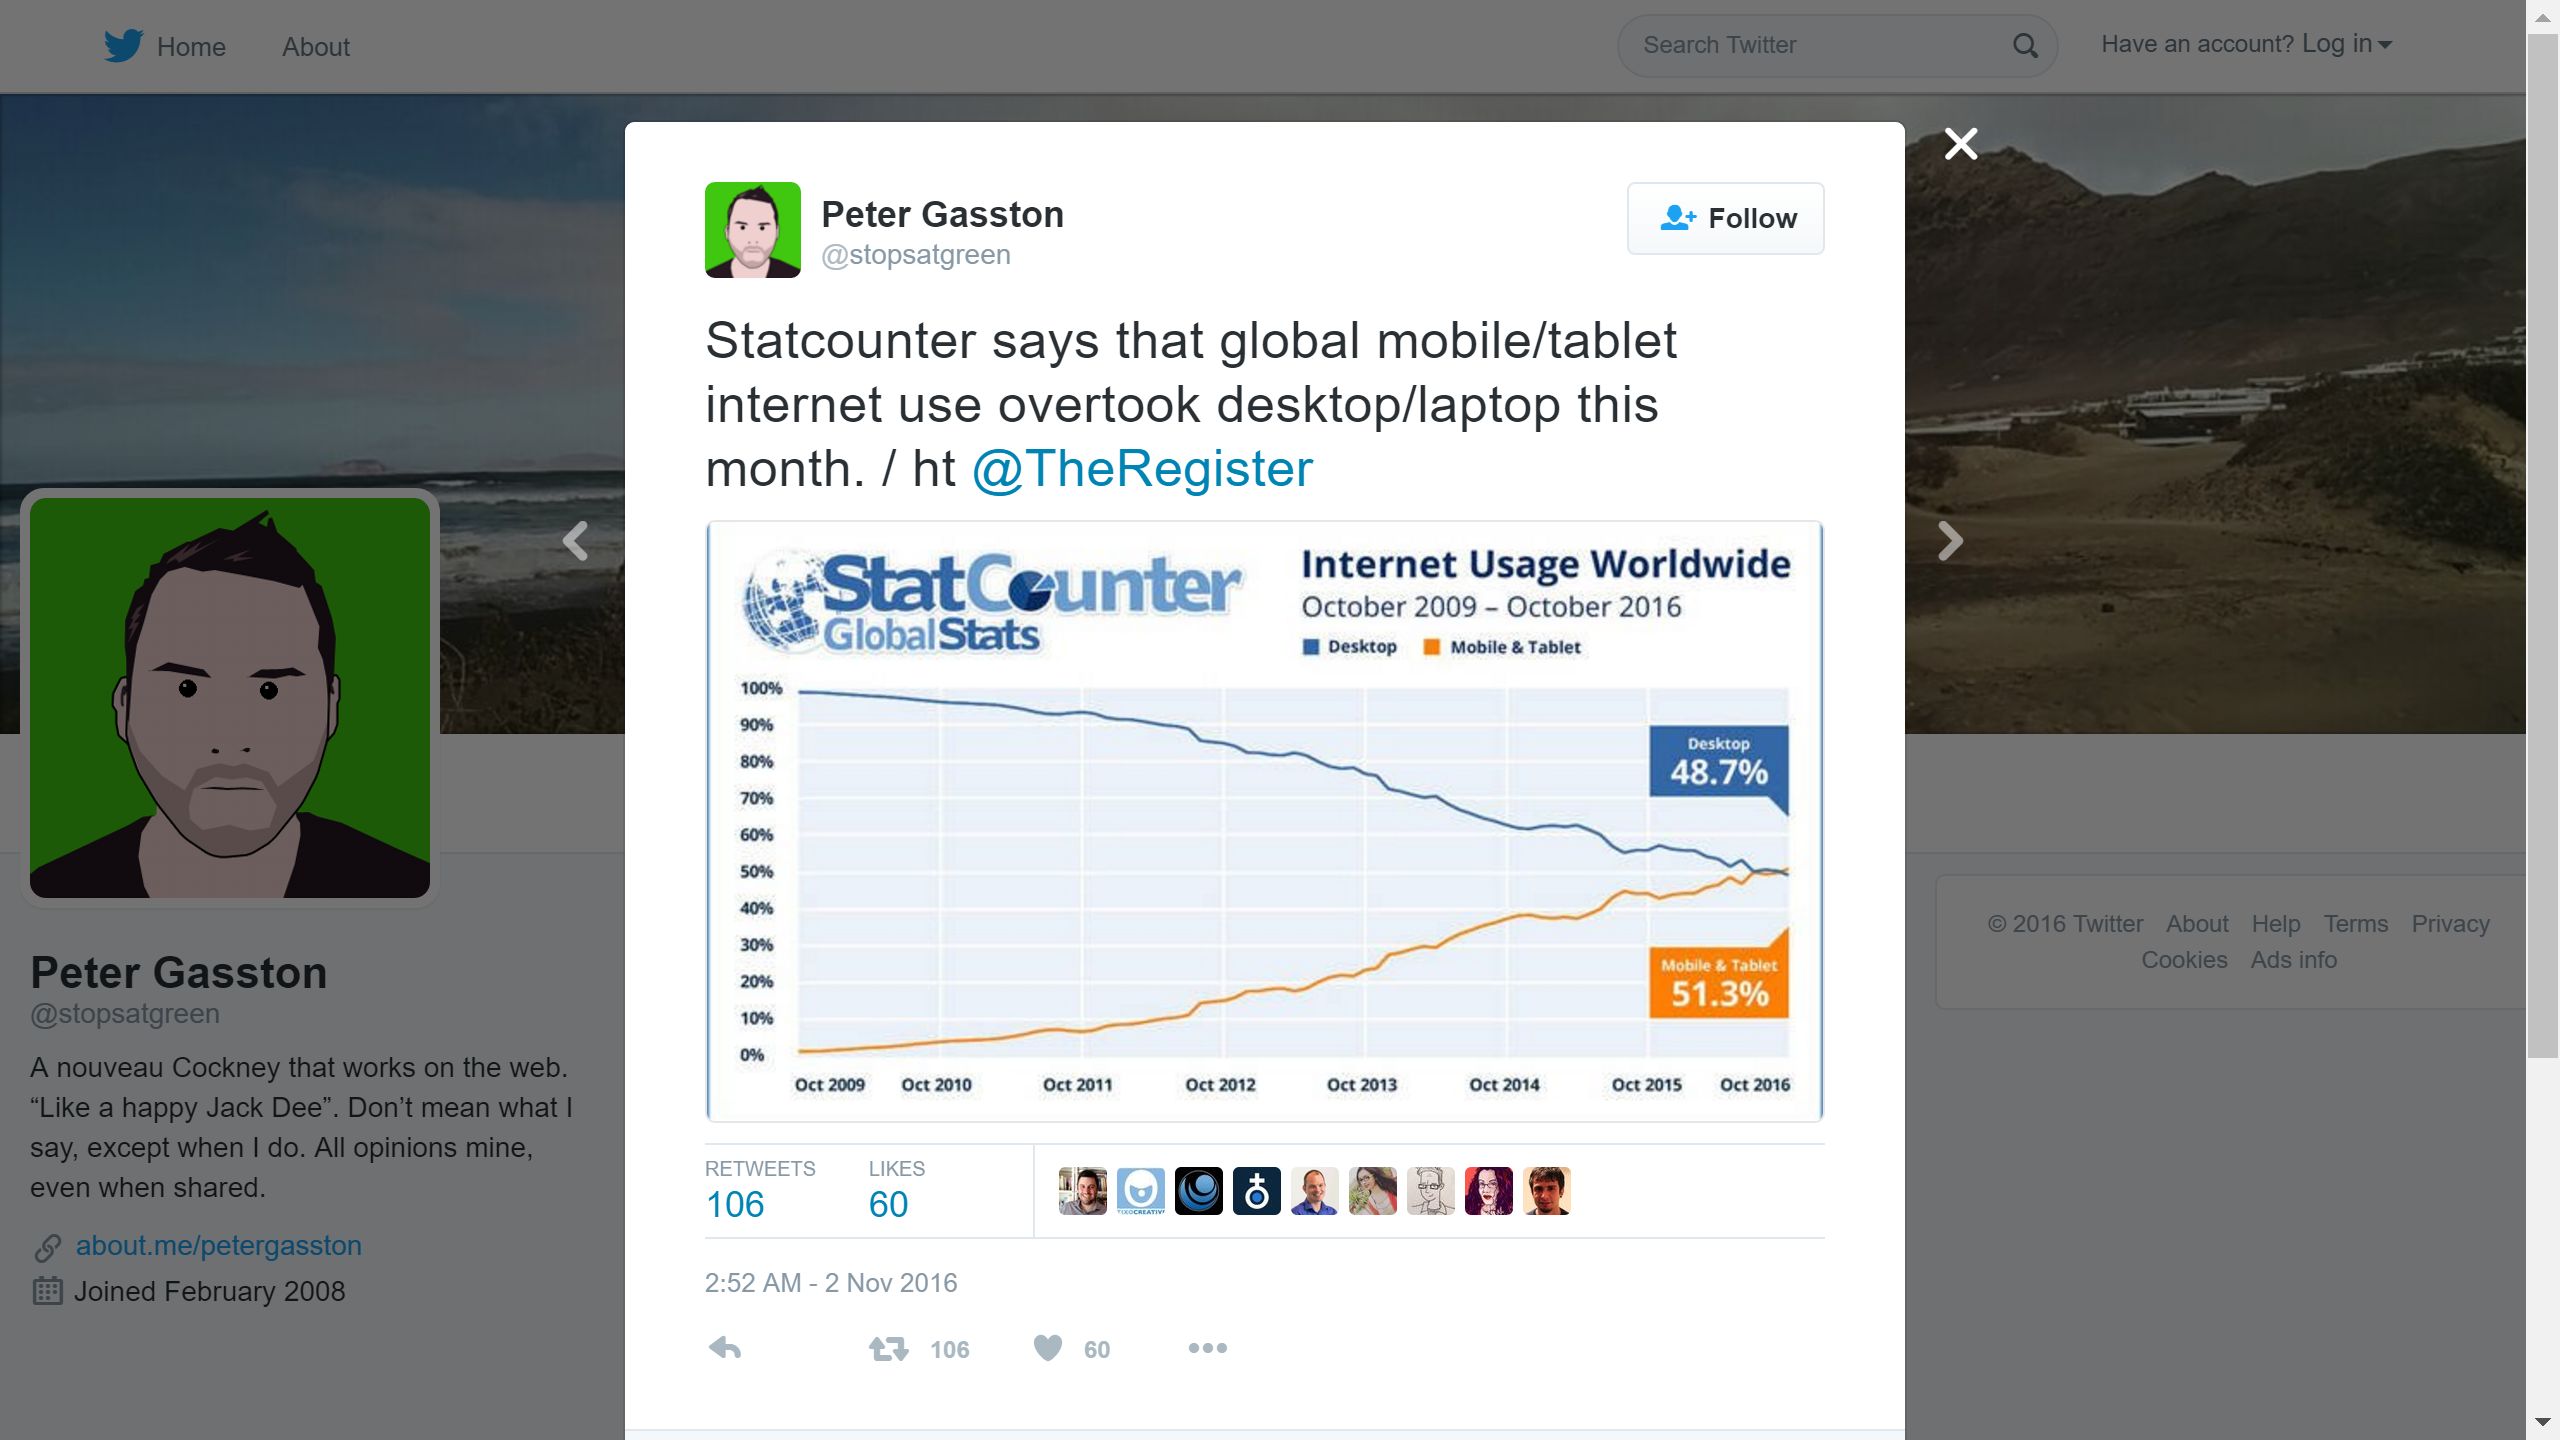 Home
About
Search Twitter
Have an account? Log in
Peter Gasston
@stopsatgreen
Follow
Statcounter says that global mobile/tablet
internet use overtook desktop/laptop this
month. / ht @TheRegister
StatCounter
GlobalStats
Internet Usage Worldwide
October 2009 – October 2016
Desktop
Mobile & Tablet
100%
90%
80%
70%
60%
50%
40%
30%
20%
10%
0%
Desktop
48.7%
Mobile & Tablet
51.3%
Oct 2009
Oct 2010
Oct 2011
Oct 2012
Oct 2013
Oct 2014
Oct 2015
Oct 2016
RETWEETS
106
LIKES
60
2:52 AM - 2 Nov 2016
106
60
Peter Gasston
@stopsatgreen
A nouveau Cockney that works on the web.
“Like a happy Jack Dee”. Don’t mean what I
say, except when I do. All opinions mine,
even when shared.
about.me/petergasston
Joined February 2008
© 2016 Twitter About Help Terms Privacy
Cookies Ads info